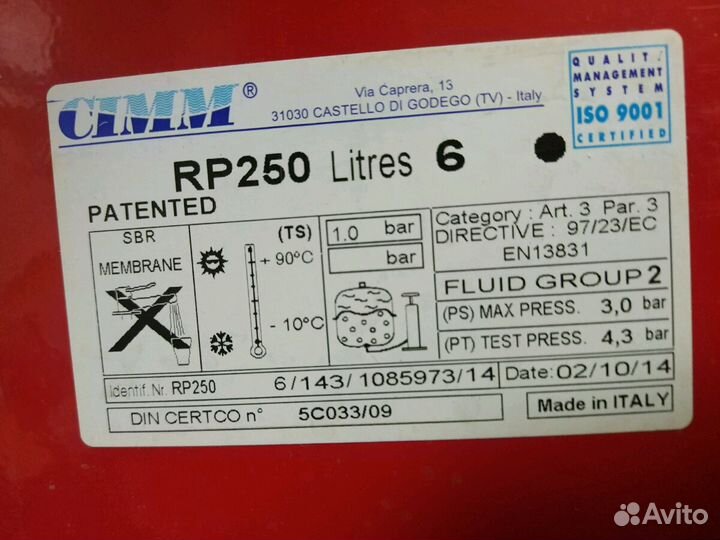 CIMM®
Via Caprera, 13
31030 CASTELLO DI GODEGO (TV) - Italy
QUALITY
MANAGEMENT
SYSTEM
ISO 9001
CERTIFIED
RP250 Litres 6
PATENTED
SBR
MEMBRANE
(TS)
+ 90°C
- 10°C
1.0 bar
bar
Category : Art. 3 Par. 3
DIRECTIVE : 97/23/EC
EN13831
FLUID GROUP 2
(PS) MAX PRESS. 3,0 bar
(PT) TEST PRESS. 4,3 bar
Identif. Nr. RP250 6/143/1085973/14 Date: 02/10/14
DIN CERTCO n° 5C033/09 Made in ITALY
Avito